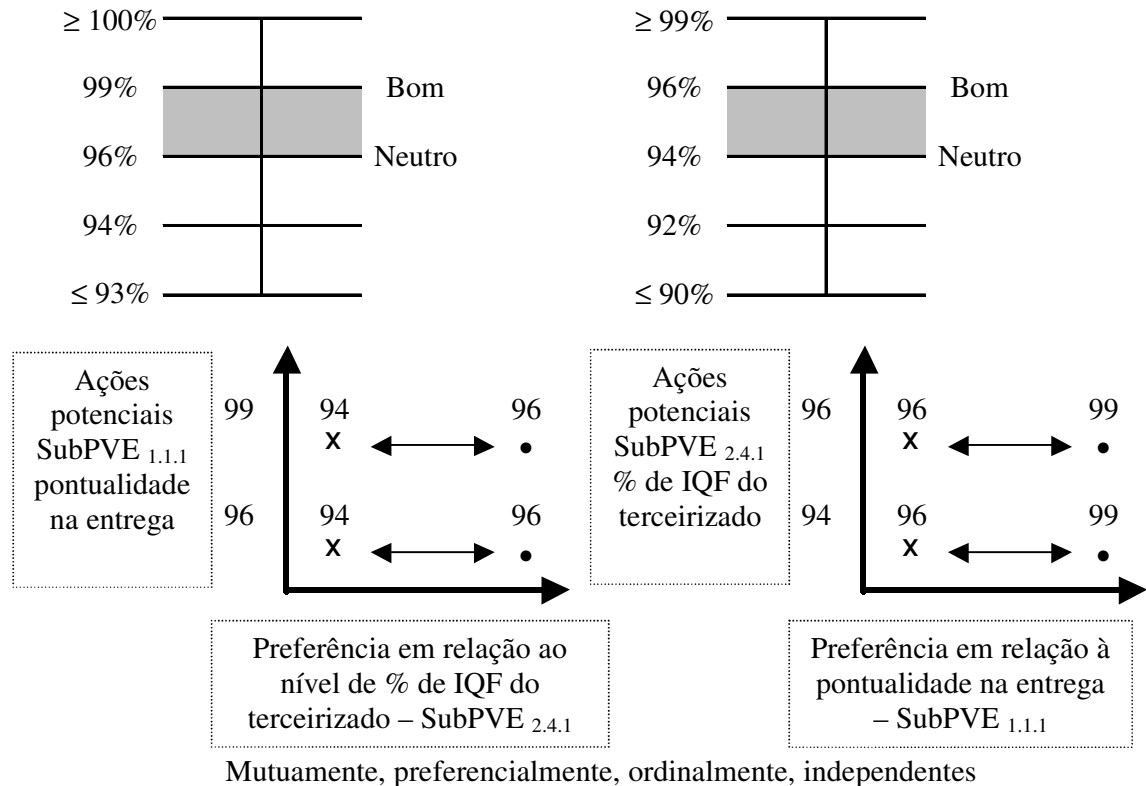 ≥ 100%
99%
Bom
96%
Neutro
94%
≤ 93%
≥ 99%
96%
Bom
94%
Neutro
92%
≤ 90%
Ações
potenciais
SubPVE 1.1.1
pontualidade
na entrega
99
94
96
x
96
94
96
x
Preferência em relação ao
nível de % de IQF do
terceirizado – SubPVE 2.4.1
Ações
potenciais
SubPVE 2.4.1
% de IQF do
terceirizado
96
96
99
x
94
96
99
x
Preferência em relação à
pontualidade na entrega
– SubPVE 1.1.1
Mutuamente, preferencialmente, ordinalmente, independentes